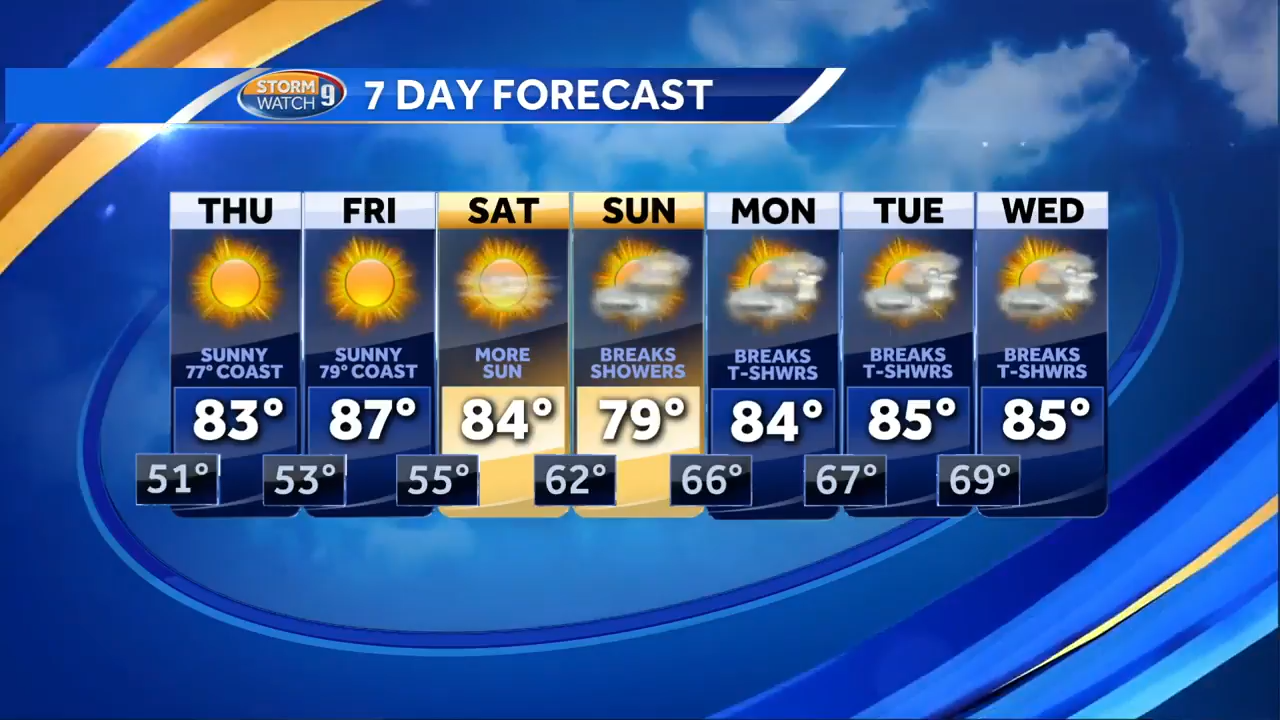 STORM
WATCH 9
7 DAY FORECAST
THU
SUNNY
77° COAST
83°
51°
FRI
SUNNY
79° COAST
87°
53°
SAT
MORE
SUN
84°
55°
SUN
BREAKS
SHOWERS
79°
62°
MON
BREAKS
T-SHWRS
84°
66°
TUE
BREAKS
T-SHWRS
85°
67°
WED
BREAKS
T-SHWRS
85°
69°